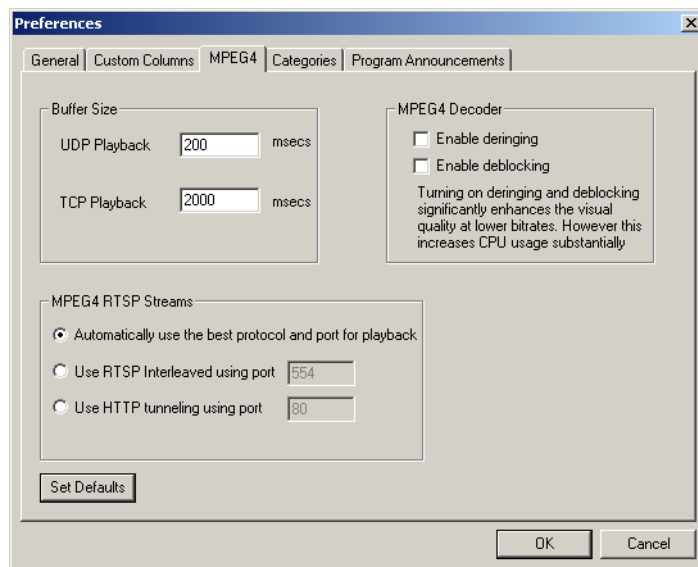 Preferences
General
Custom Columns
MPEG4
Categories
Program Announcements
Buffer Size
UDP Playback 200 msecs
TCP Playback 2000 msecs
MPEG4 Decoder
Enable deringing
Enable deblocking
Turning on deringing and deblocking
significantly enhances the visual
quality at lower bitrates. However this
increases CPU usage substantially
MPEG4 RTSP Streams
Automatically use the best protocol and port for playback
Use RTSP Interleaved using port 554
Use HTTP tunneling using port 80
Set Defaults
OK
Cancel